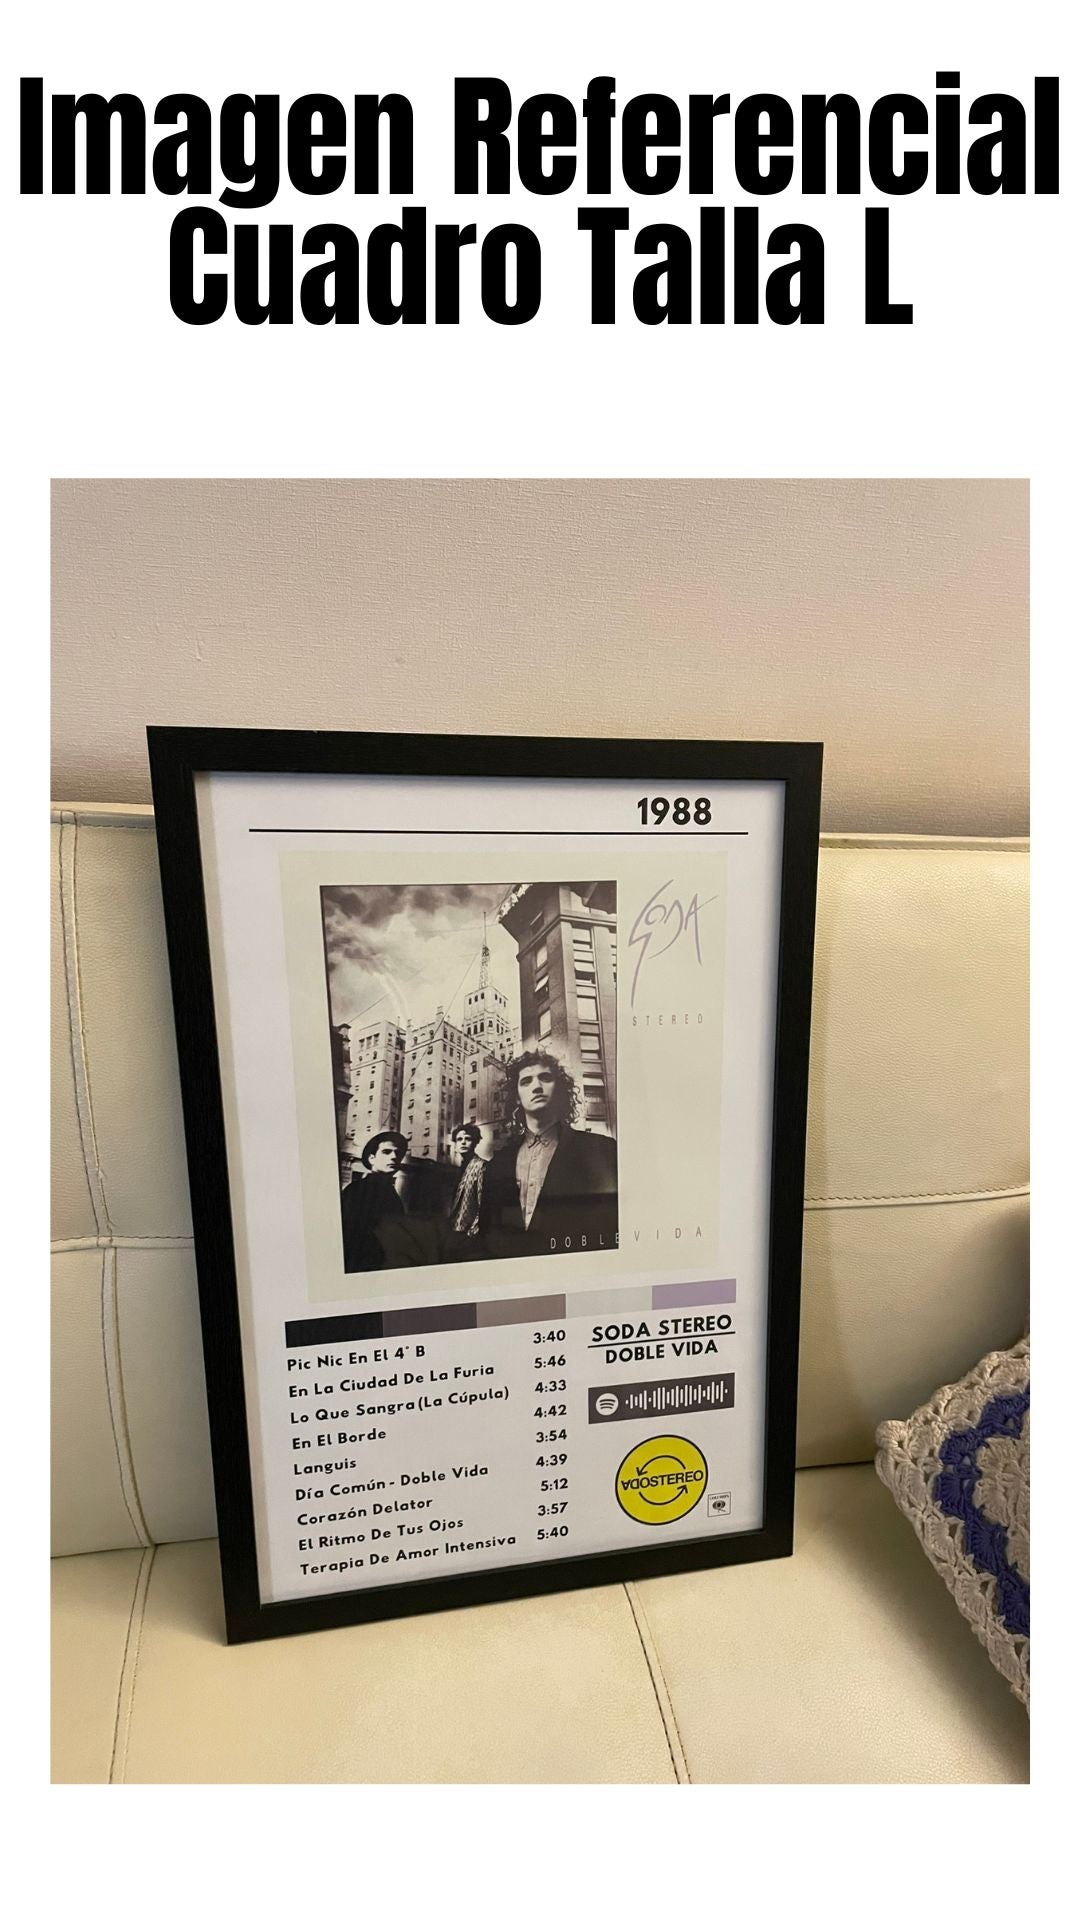 Imagen Referencial
Cuadro Talla L
1988
SODA
STEREO
DOBLE VIDA
Pic Nic En El 4° B 3:40
En La Ciudad De La Furia 5:46
Lo Que Sangra (La Cúpula) 4:33
En El Borde 4:42
Languis 3:54
Día Común - Doble Vida 4:39
Corazón Delator 5:12
El Ritmo De Tus Ojos 3:57
Terapia De Amor Intensiva 5:40
SODA STEREO
DOBLE VIDA
SODASTEREO
COLUMBIA